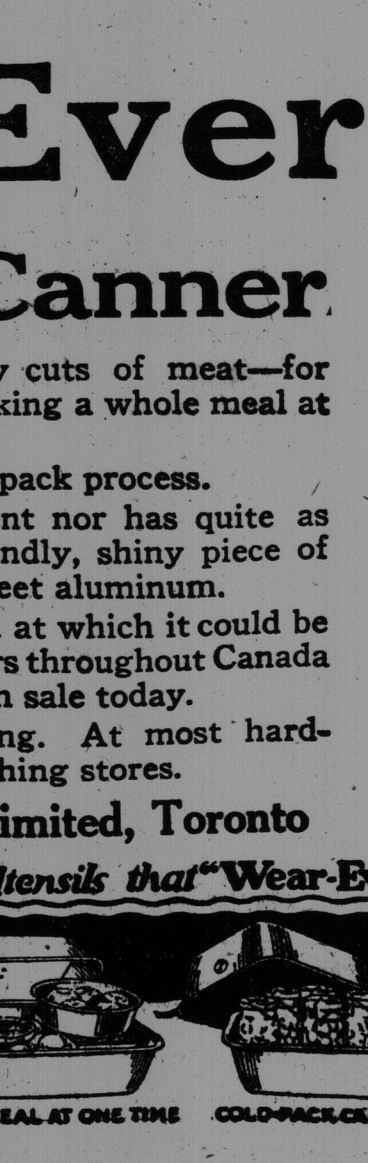 Ever
Canner
y cuts of meat—for
king a whole meal at
pack process.
nt nor has quite as
ndly, shiny piece of
eet aluminum.
. at which it could be
rs throughout Canada
n sale today.
ng. At most hard-
hing stores.
imited, Toronto
tensils that "Wear-Ev
EAL AT ONE TIME
COLD-PACK CA